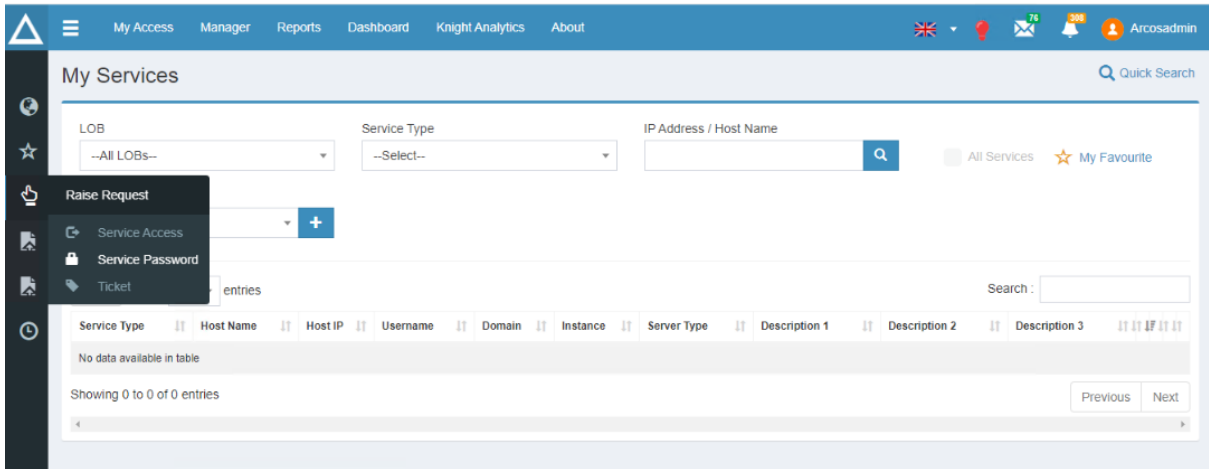 My Access Manager Reports Dashboard Knight Analytics About 76 308 Arcosadmin
My Services Quick Search
LOB Service Type IP Address / Host Name
--All LOBs-- --Select-- All Services My Favourite
Raise Request
Service Access
Service Password
Ticket
entries Search :
Service Type Host Name Host IP Username Domain Instance Server Type Description 1 Description 2 Description 3
No data available in table
Showing 0 to 0 of 0 entries Previous Next